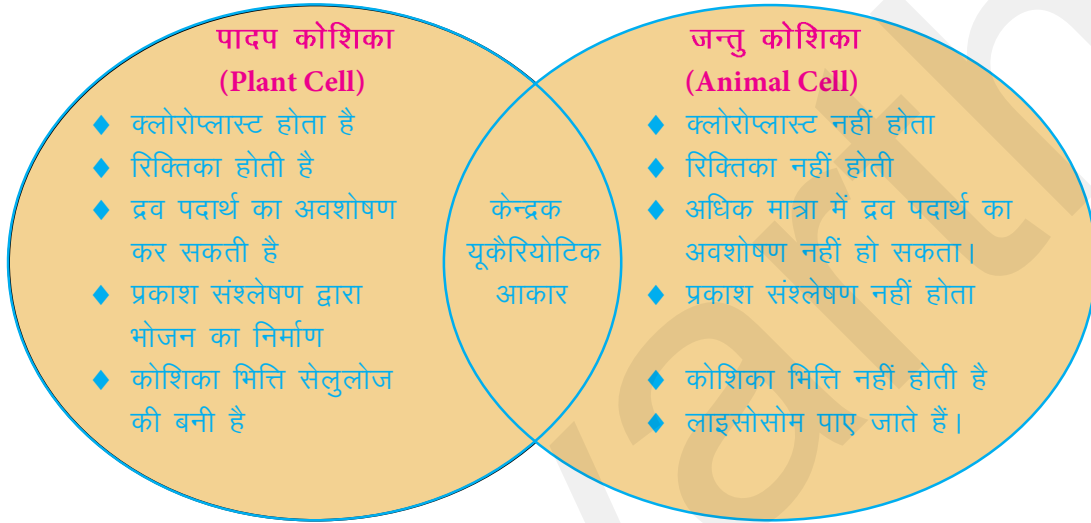 पादप कोशिका
(Plant Cell)
♦ क्लोरोप्लास्ट होता है
♦ रिक्तिका होती है
♦ द्रव पदार्थ का अवशोषण
कर सकती है
♦ प्रकाश संश्लेषण द्वारा
भोजन का निर्माण
♦ कोशिका भित्ति सेलुलोज
की बनी है
केन्द्रक
यूकैरियोटिक
आकार
जन्तु कोशिका
(Animal Cell)
♦ क्लोरोप्लास्ट नहीं होता
♦ रिक्तिका नहीं होती
♦ अधिक मात्रा में द्रव पदार्थ का
अवशोषण नहीं हो सकता।
♦ प्रकाश संश्लेषण नहीं होता
♦ कोशिका भित्ति नहीं होती है
♦ लाइसोसोम पाए जाते हैं।